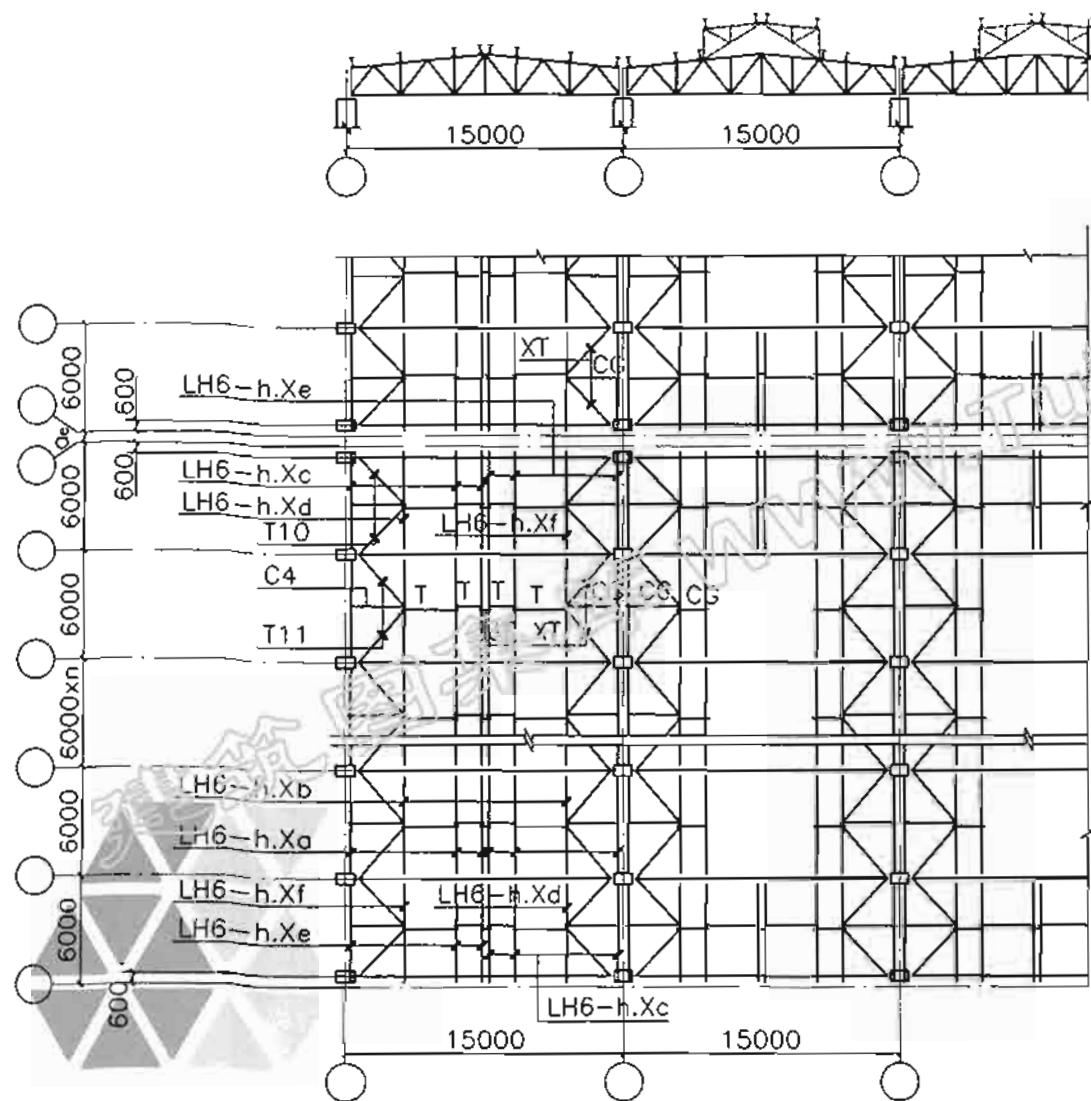 15000 15000
6000
600
LH6-h.Xe
XT
CG
ae
600
6000
LH6-h.Xc
LH6-h.Xd
LH6-h.Xf
T10
C4
T T T T CG CG
6000
T11
XT
6000xn
LH6-h.Xb
6000
LH6-h.Xa
LH6-h.Xf
LH6-h.Xd
LH6-h.Xe
6000
600
LH6-h.Xc
15000 15000